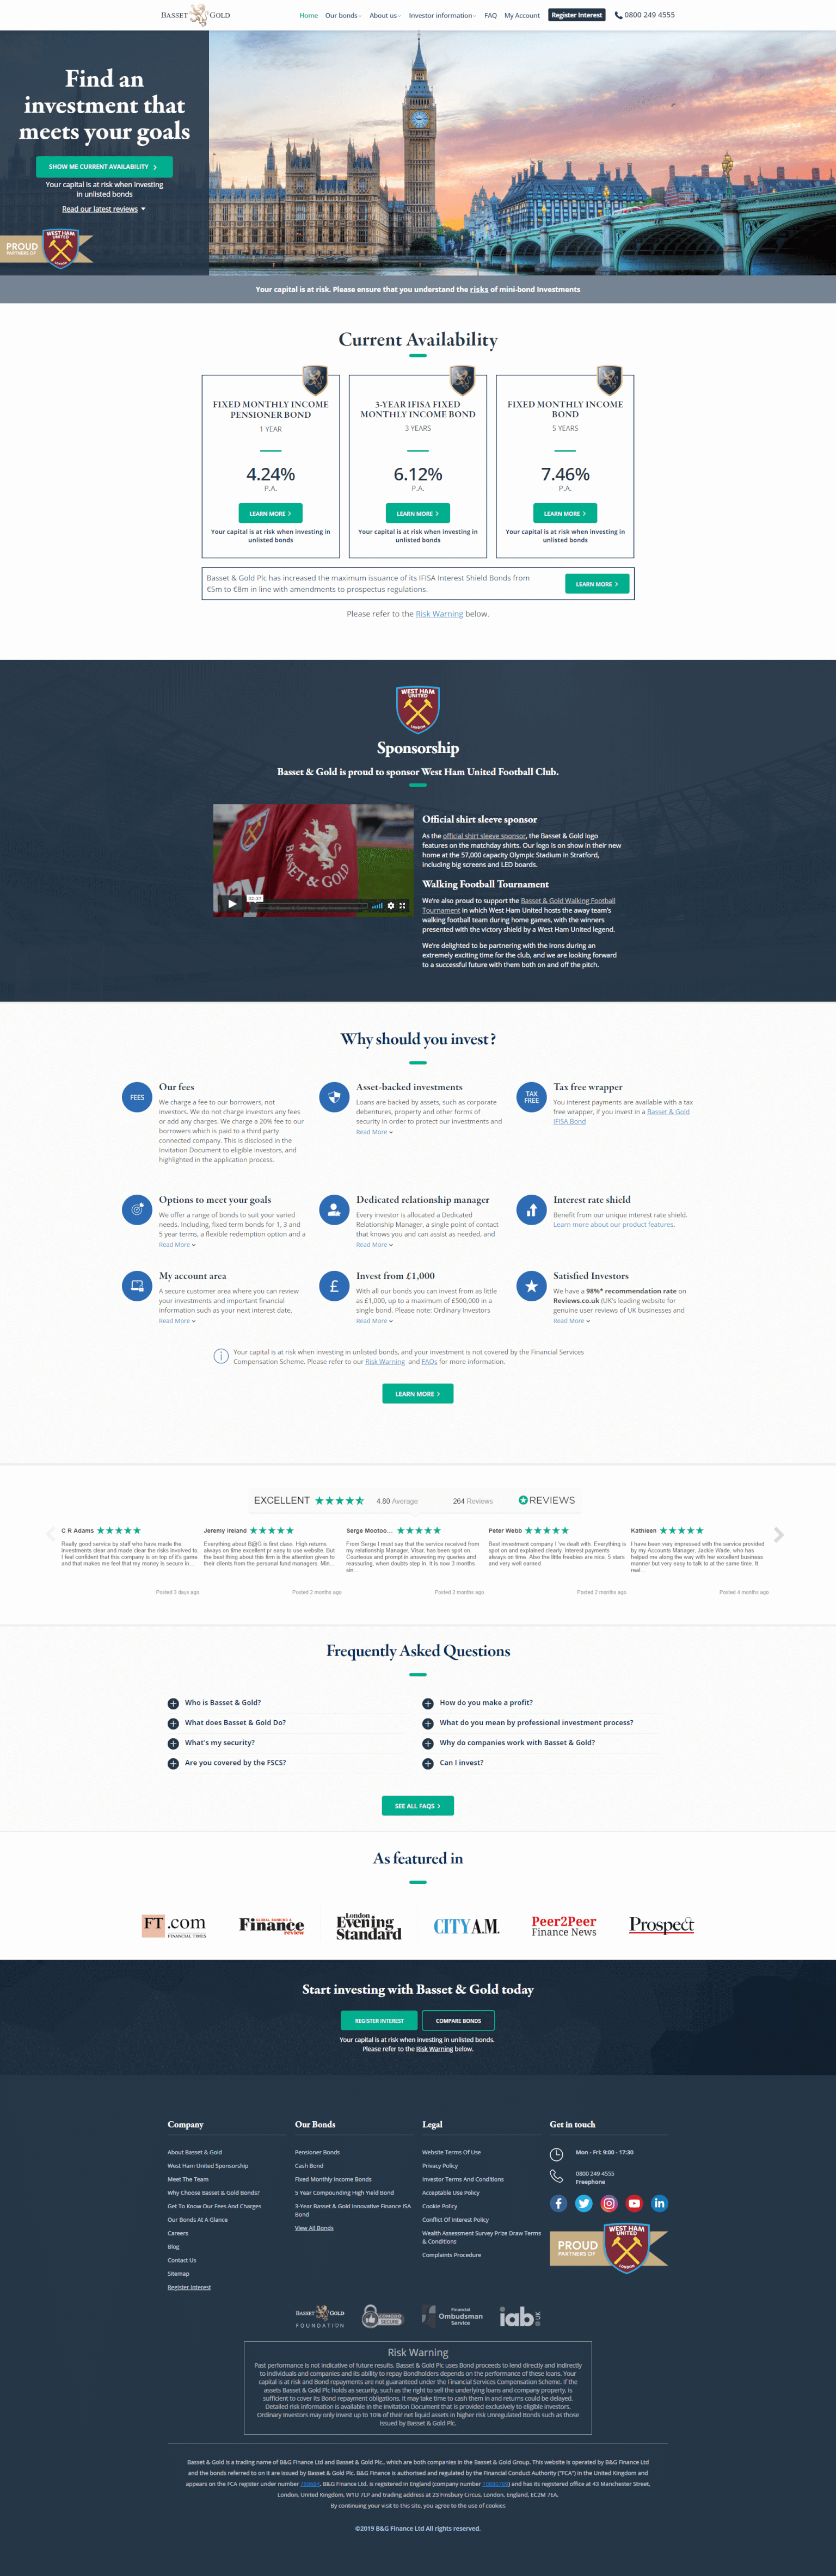 BASSET GOLD
Home Our bonds About us Investor information FAQ My Account Register Interest 0800 249 4555
Find an
investment that
meets your goals
SHOW ME CURRENT AVAILABILITY
Your capital is at risk when investing
in unlisted bonds
Read our latest reviews
PROUD
PARTNERS OF
WEST HAM
UNITED
LONDON
Your capital is at risk. Please ensure that you understand the risks of mini-bond Investments
Current Availability
FIXED MONTHLY INCOME
PENSIONER BOND
1 YEAR
4.24%
P.A.
LEARN MORE
Your capital is at risk when investing in
unlisted bonds
3-YEAR IFISA FIXED
MONTHLY INCOME BOND
3 YEARS
6.12%
P.A.
LEARN MORE
Your capital is at risk when investing in
unlisted bonds
FIXED MONTHLY INCOME
BOND
5 YEARS
7.46%
P.A.
LEARN MORE
Your capital is at risk when investing in
unlisted bonds
Basset & Gold Plc has increased the maximum issuance of its IFISA Interest Shield Bonds from
€5m to €8m in line with amendments to prospectus regulations.
LEARN MORE
Please refer to the Risk Warning below.
WEST HAM
UNITED
LONDON
Sponsorship
Basset & Gold is proud to sponsor West Ham United Football Club.
BASSET & GOLD
02:37
Official shirt sleeve sponsor
As the official shirt sleeve sponsor, the Basset & Gold logo
features on the matchday shirts. Our logo is on show in their new
home at the 57,000 capacity Olympic Stadium in Stratford,
including big screens and LED boards.
Walking Football Tournament
We're also proud to support the Basset & Gold Walking Football
Tournament in which West Ham United hosts the away team's
walking football team during home games, with the winners
presented with the victory shield by a West Ham United legend.
We're delighted to be partnering with the Irons during an
extremely exciting time for the club, and we are looking forward
to a successful future with them both on and off the pitch.
Why should you invest?
FEES
Our fees
We charge a fee to our borrowers, not
investors. We do not charge investors any fees
or add any charges. We charge a 20% fee to our
borrowers which is paid to a third party
connected company. This is disclosed in the
Invitation Document to eligible investors, and
highlighted in the application process.
Asset-backed investments
Loans are backed by assets, such as corporate
debentures, property and other forms of
security in order to protect our investments and
Read More
TAX
FREE
Tax free wrapper
You interest payments are available with a tax
free wrapper, if you invest in a Basset & Gold
IFISA Bond
Options to meet your goals
We offer a range of bonds to suit your varied
needs. Including, fixed term bonds for 1, 3 and
5 year terms, a flexible redemption option and a
Read More
Dedicated relationship manager
Every investor is allocated a Dedicated
Relationship Manager, a single point of contact
that knows you and can assist as needed, and
Read More
Interest rate shield
Benefit from our unique interest rate shield.
Learn more about our product features.
My account area
A secure customer area where you can review
your investments and important financial
information such as your next interest date,
Read More
£
Invest from £1,000
With all our bonds you can invest from as little
as £1,000, up to a maximum of £500,000 in a
single bond. Please note: Ordinary Investors
Read More
Satisfied Investors
We have a 98%* recommendation rate on
Reviews.co.uk (UK's leading website for
genuine user reviews of UK businesses and
Read More
Your capital is at risk when investing in unlisted bonds, and your investment is not covered by the Financial Services
Compensation Scheme. Please refer to our Risk Warning and FAQs for more information.
LEARN MORE
EXCELLENT 4.80 Average 264 Reviews REVIEWS
C R Adams
Really good service by staff who have made the
investments clear and made clear the risks involved to
I feel confident that this company is on top of it's game
and that makes me feel that my money is secure in...
Posted 3 days ago
Jeremy Ireland
Everything about B@G is first class. High returns
always on time excellent pr easy to use website. But
the best thing about this firm is the attention given to
their clients from the personal fund managers. Min...
Posted 2 months ago
Serge Mootoo...
From Serge I must say that the service received from
my relationship Manager, Visar, has been spot on.
Courteous and prompt in answering my queries and
reassuring, when doubts step in. It is now 3 months
sin...
Posted 2 months ago
Peter Webb
Best investment company I 've dealt with. Everything is
spot on and explained clearly. Interest payments
always on time. Also the little freebies are nice. 5 stars
and very well earned
Posted 2 months ago
Kathleen
I have been very impressed with the service provided
by my Accounts Manager, Jackie Wade, who has
helped me along the way with her excellent business
manner but was very easy to talk to at the same time. It
real...
Posted 4 months ago
Frequently Asked Questions
Who is Basset & Gold?
What does Basset & Gold Do?
What's my security?
Are you covered by the FSCS?
How do you make a profit?
What do you mean by professional investment process?
Why do companies work with Basset & Gold?
Can I invest?
SEE ALL FAQS
As featured in
FT.com
FINANCIAL TIMES
GLOBAL BANKING &
Finance
review
London
Evening
Standard
CITY A.M.
Peer2Peer
Finance News
Prospect
Start investing with Basset & Gold today
REGISTER INTEREST COMPARE BONDS
Your capital is at risk when investing in unlisted bonds.
Please refer to the Risk Warning below.
Company
About Basset & Gold
West Ham United Sponsorship
Meet The Team
Why Choose Basset & Gold Bonds?
Get To Know Our Fees And Charges
Our Bonds At A Glance
Careers
Blog
Contact Us
Sitemap
Register Interest
Our Bonds
Pensioner Bonds
Cash Bond
Fixed Monthly Income Bonds
5 Year Compounding High Yield Bond
3-Year Basset & Gold Innovative Finance ISA
Bond
View All Bonds
Legal
Website Terms Of Use
Privacy Policy
Investor Terms And Conditions
Acceptable Use Policy
Cookie Policy
Conflict Of Interest Policy
Wealth Assessment Survey Prize Draw Terms
& Conditions
Complaints Procedure
Get in touch
Mon - Fri: 9:00 - 17:30
0800 249 4555
Freephone
PROUD
PARTNERS OF
WEST HAM
UNITED
LONDON
BASSET GOLD
FOUNDATION
COMODO
SECURE
Financial
Ombudsman
Service
iab UK
Risk Warning
Past performance is not indicative of future results. Basset & Gold Plc uses Bond proceeds to lend directly and indirectly
to individuals and companies and its ability to repay Bondholders depends on the performance of these loans. Your
capital is at risk and Bond repayments are not guaranteed under the Financial Services Compensation Scheme. If the
assets Basset & Gold Plc holds as security, such as the right to sell the underlying loans and company property, is
sufficient to cover its Bond repayment obligations, it may take time to cash them in and returns could be delayed.
Detailed risk information is available in the Invitation Document that is provided exclusively to eligible investors.
Ordinary Investors may only invest up to 10% of their net liquid assets in higher risk Unregulated Bonds such as those
issued by Basset & Gold Plc.
Basset & Gold is a trading name of B&G Finance Ltd and Basset & Gold Plc., which are both companies in the Basset & Gold Group. This website is operated by B&G Finance Ltd
and the bonds referred to on it are issued by Basset & Gold Plc. B&G Finance is authorised and regulated by the Financial Conduct Authority ("FCA") in the United Kingdom and
appears on the FCA register under number B&G Finance Ltd. is registered in England (company number and has its registered office at 43 Manchester Street,
London, United Kingdom, W1U 7LP and trading address at 23 Finsbury Circus, London, England, EC2M 7EA.
By continuing your visit to this site, you agree to the use of cookies
©2019 B&G Finance Ltd All rights reserved.